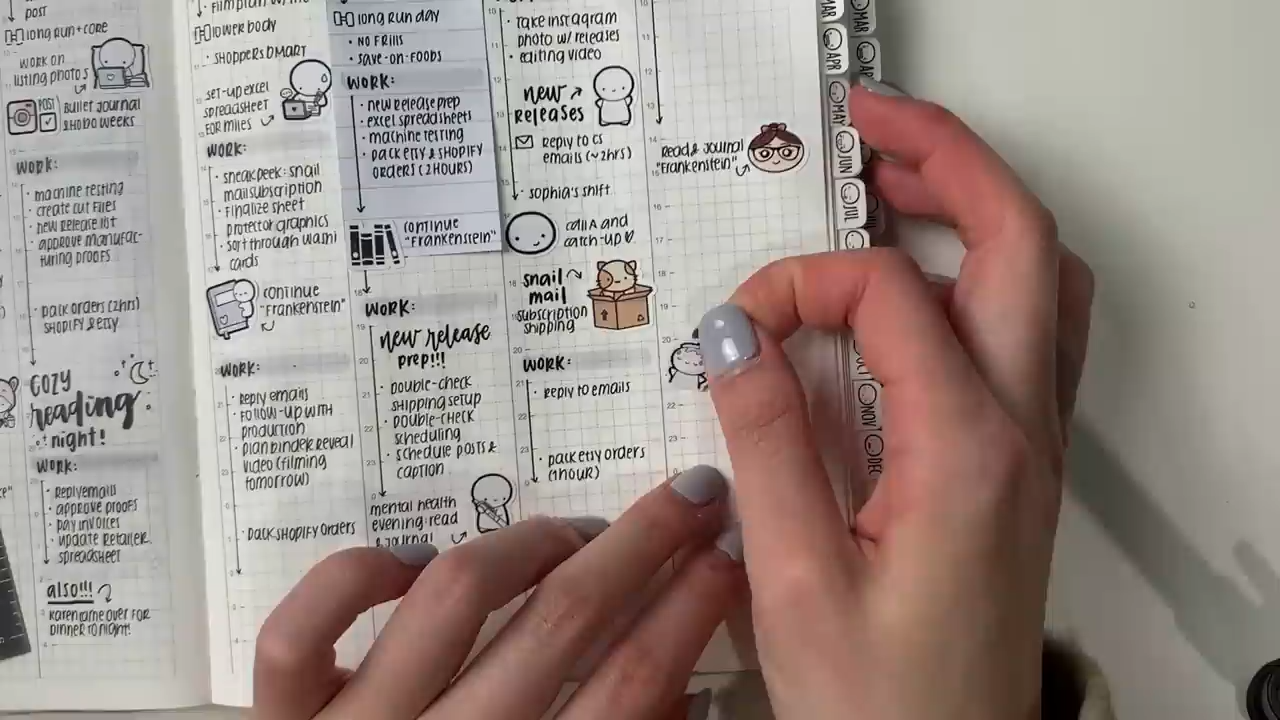 post
long run + core
work on
listing photos
POST
Bullet Journal
& HOBO WEEKS
WORK:
• machine testing
• create cut files
• new release list
• approve manufac-
turing proofs
• pack orders (2hrs)
SHOPIFY & etsy
COZY
reading
night!
WORK:
• Reply emails
• approve proofs
• pay invoices
• update retailer
spreadsheet
also!!!
Karen came over for
dinner tonight!
lower body
• SHOPPERS DMART
set-up excel
spreadsheet
FOR miles
WORK:
• sneak peek: snail
mail subscription
• Finalize sheet
protector graphics
• sort through washi
cards
continue
"Frankenstein"
WORK:
• Reply emails
• Follow-up with
production
• plan binder reveal
video (filming
tomorrow)
• pack shopify orders
long run day
• NO FRILLS
• save-on-foods
WORK:
• new release prep
• excel spreadsheets
• machine testing
• pack etsy & shopify
orders (2 hours)
continue
"Frankenstein"
WORK:
new release
prep!!!
• double-check
shipping setup
• double-check
scheduling
• schedule posts &
caption
mental health
evening: read
& journal
• take instagram
photo w/ releases
• editing video
new
releases
reply to cs
emails (~2hrs)
• sophia's shift
call A and
catch-up
snail
mail
subscription
shipping
WORK:
• reply to emails
• pack etsy orders
(1 hour)
Read & Journal
"Frankenstein"
MAR
APR
MAY
JUN
JUL
MAR
NOV
DEC